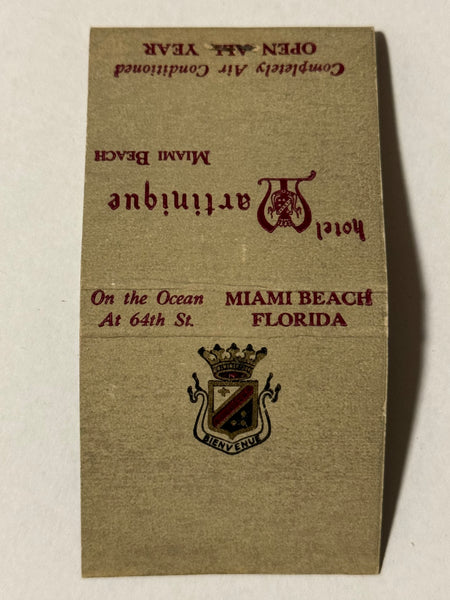 hotel Martinique
MIAMI BEACH
Completely Air Conditioned
OPEN ALL YEAR
On the Ocean
At 64th St.
MIAMI BEACH
FLORIDA
BIENVENUE